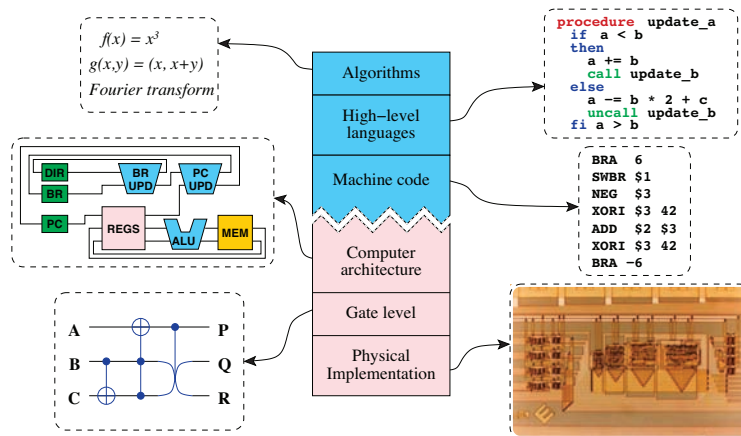 f(x) = x³
g(x,y) = (x, x+y)
Fourier transform
Algorithms
High-level
languages
Machine code
Computer
architecture
Gate level
Physical
Implementation
procedure update_a
if a < b
then
a += b
call update_b
else
a -= b * 2 + c
uncall update_b
fi a > b
DIR
BR
PC
BR
UPD
PC
UPD
REGS
ALU
MEM
BRA 6
SWBR $1
NEG $3
XORI $3 42
ADD $2 $3
XORI $3 42
BRA -6
A P
B Q
C R